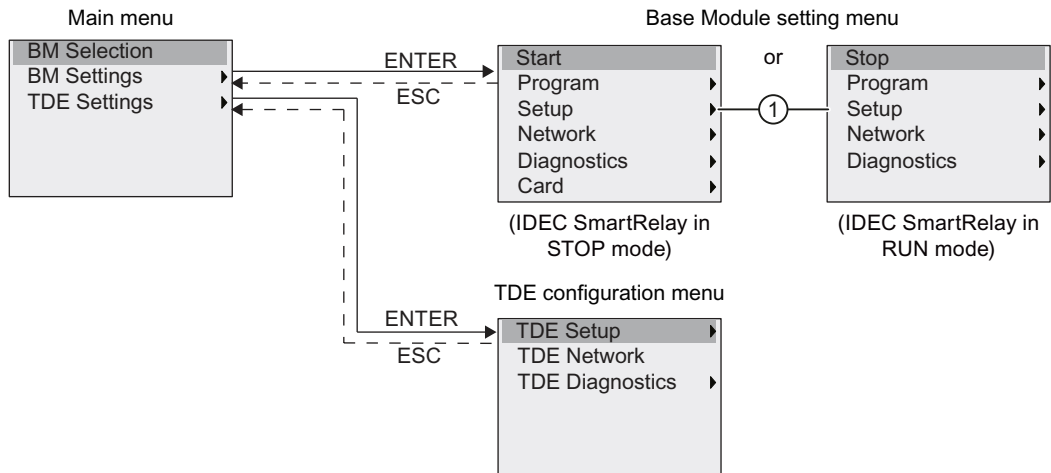 Main menu
BM Selection
BM Settings
TDE Settings
ENTER
ESC
Base Module setting menu
Start
Program
Setup
Network
Diagnostics
Card
(IDEC SmartRelay in
STOP mode)
or
1
Stop
Program
Setup
Network
Diagnostics
(IDEC SmartRelay in
RUN mode)
TDE configuration menu
ENTER
ESC
TDE Setup
TDE Network
TDE Diagnostics